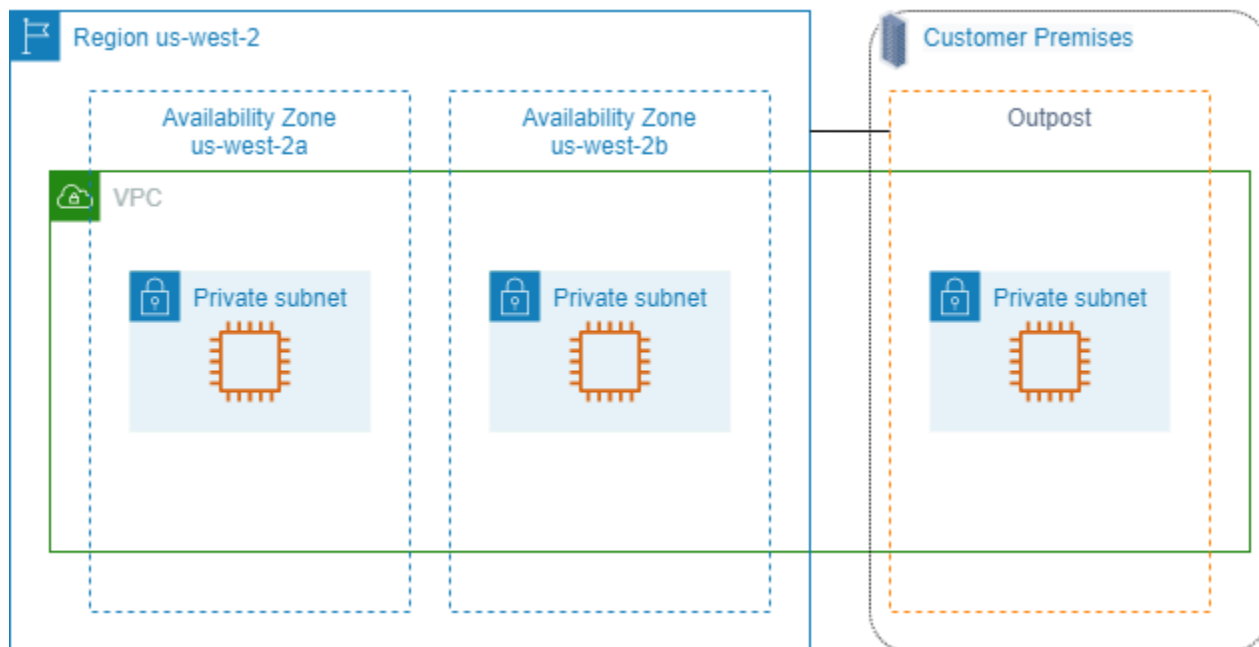 Region us-west-2
Customer Premises
Availability Zone
us-west-2a
Availability Zone
us-west-2b
Outpost
VPC
Private subnet
Private subnet
Private subnet